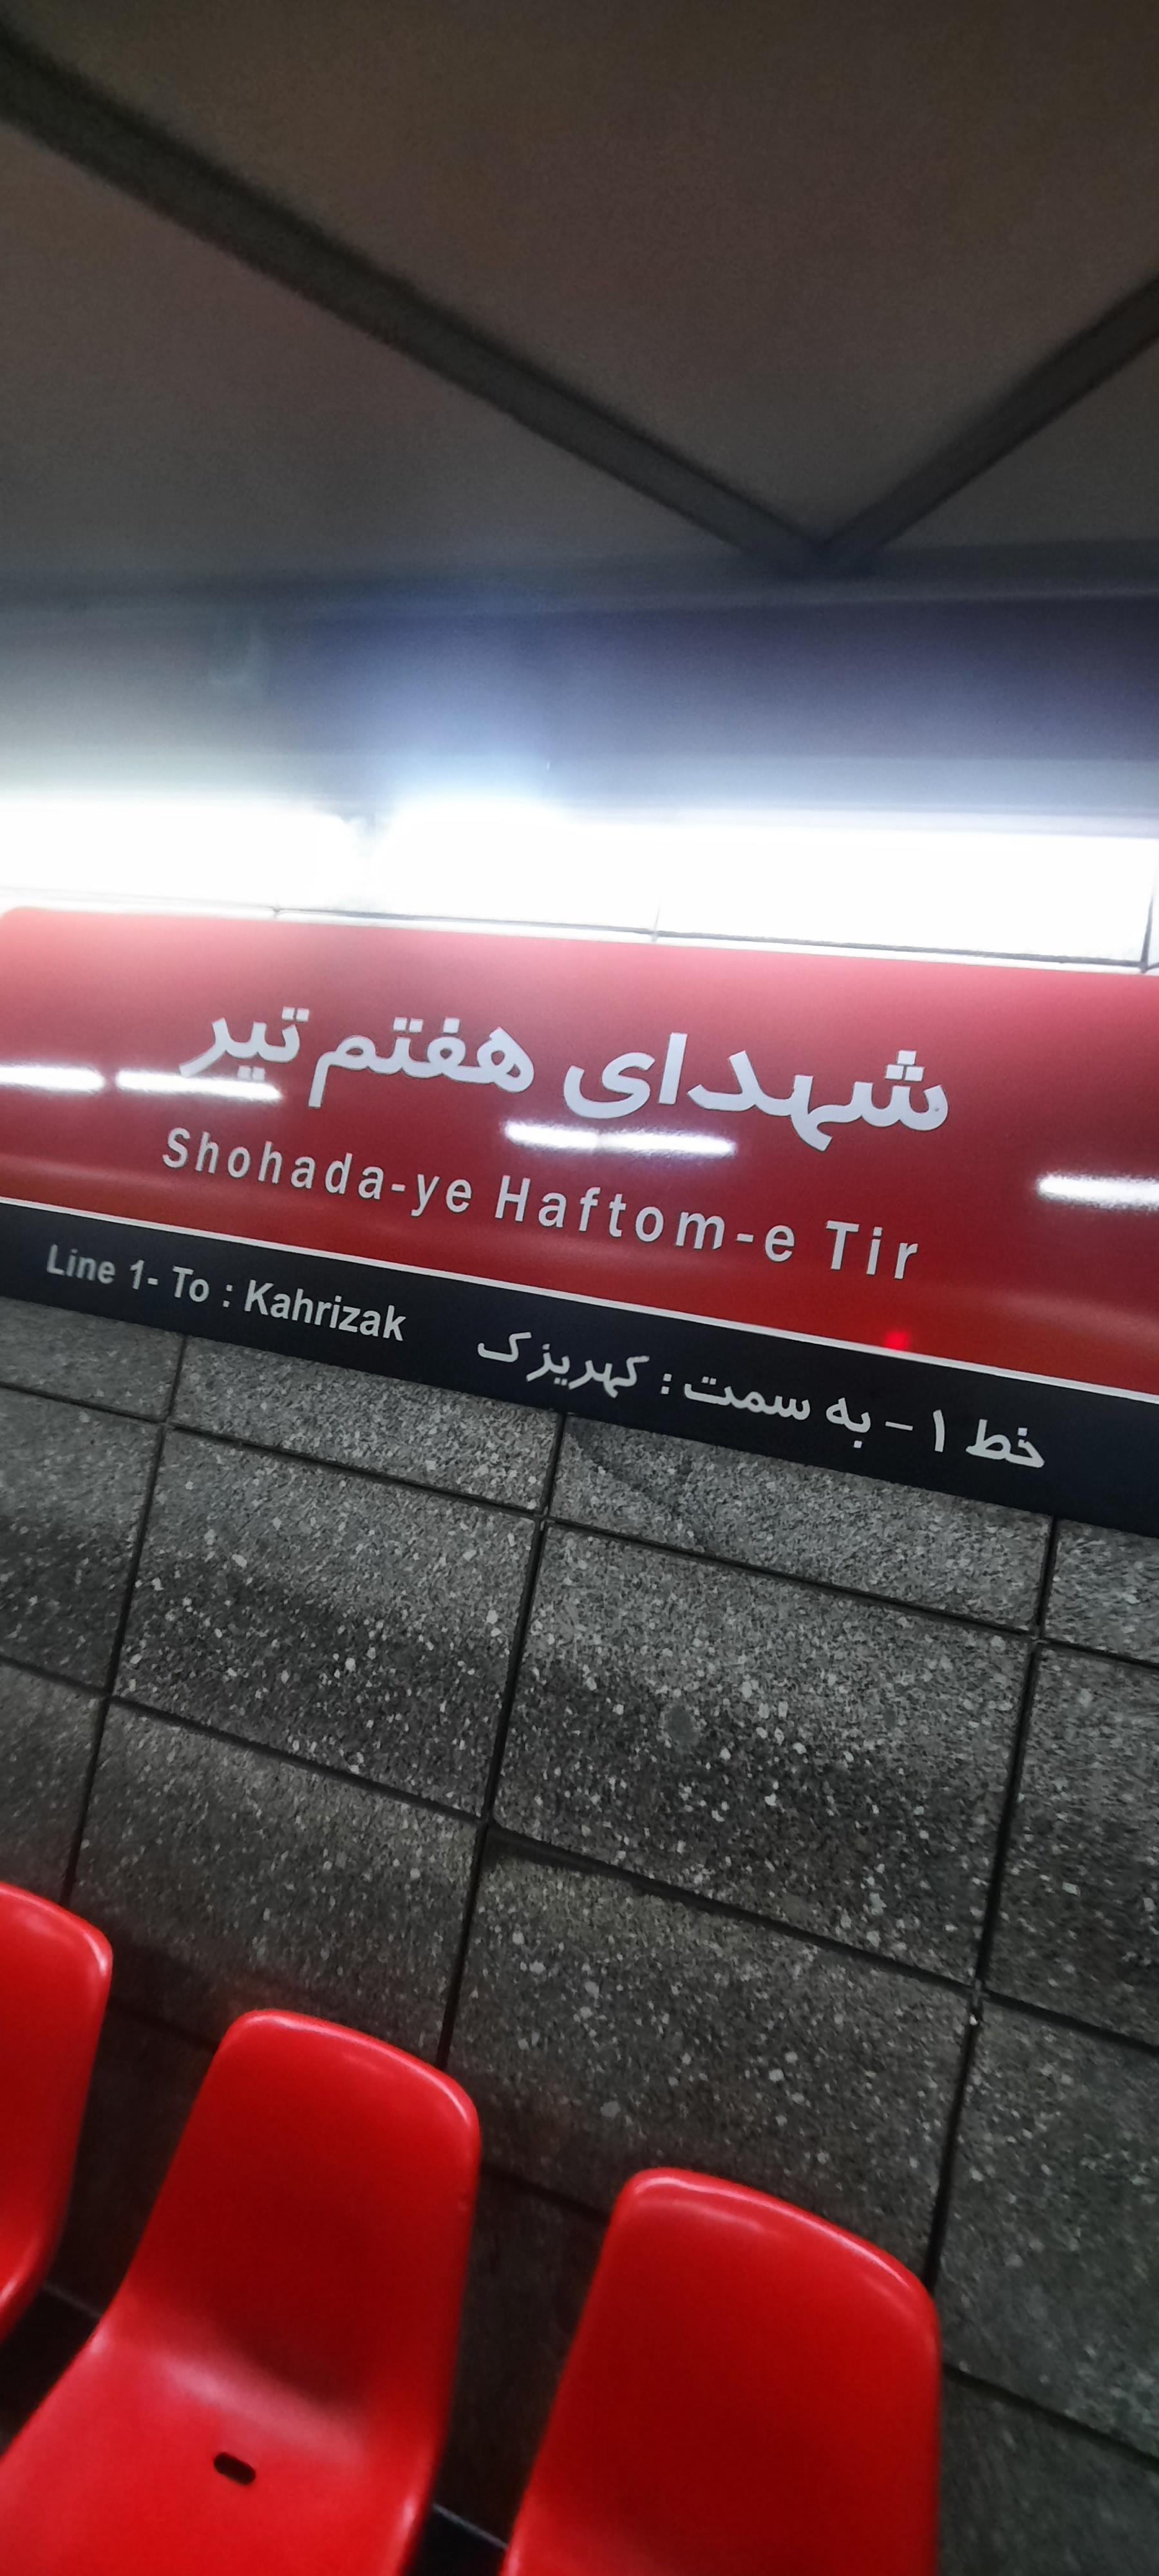 شهدای هفتم تیر
Shohada-ye Haftom-e Tir
Line 1- To : Kahrizak
خط ۱ - به سمت : کهریزک